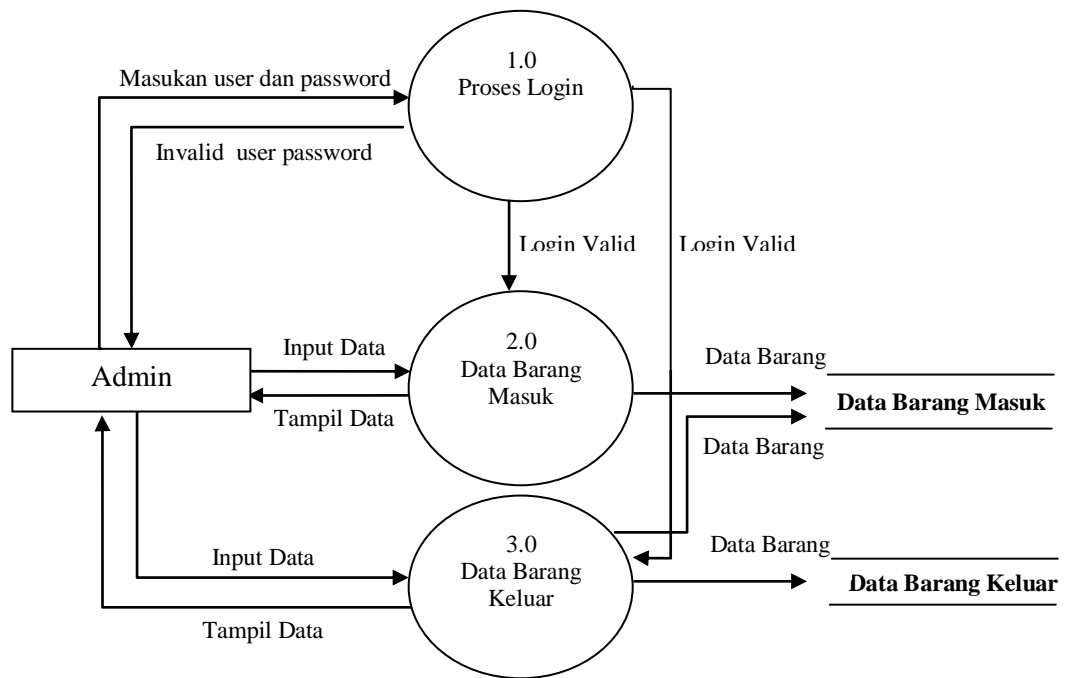 1.0
Proses Login
Masukan user dan password
Invalid user password
Login Valid
Login Valid
2.0
Data Barang
Masuk
Input Data
Admin
Tampil Data
Data Barang
Data Barang Masuk
Data Barang
3.0
Data Barang
Keluar
Input Data
Tampil Data
Data Barang
Data Barang Keluar